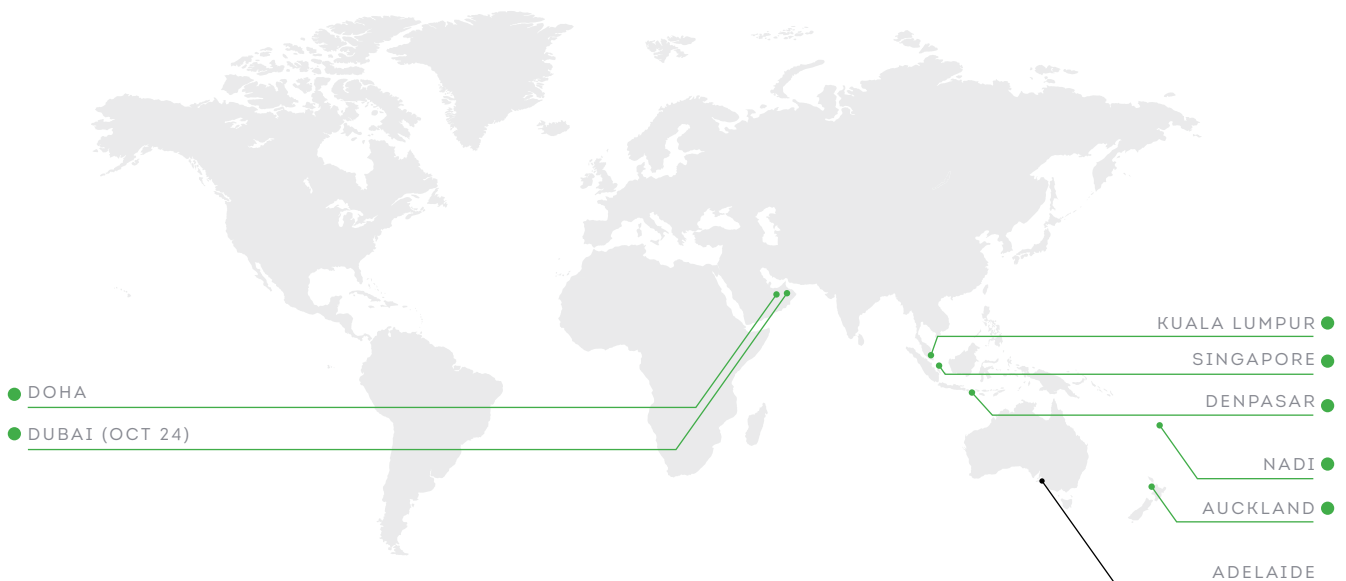 KUALA LUMPUR
SINGAPORE
DOHA
DENPASAR
DUBAI (OCT 24)
NADI
AUCKLAND
ADELAIDE